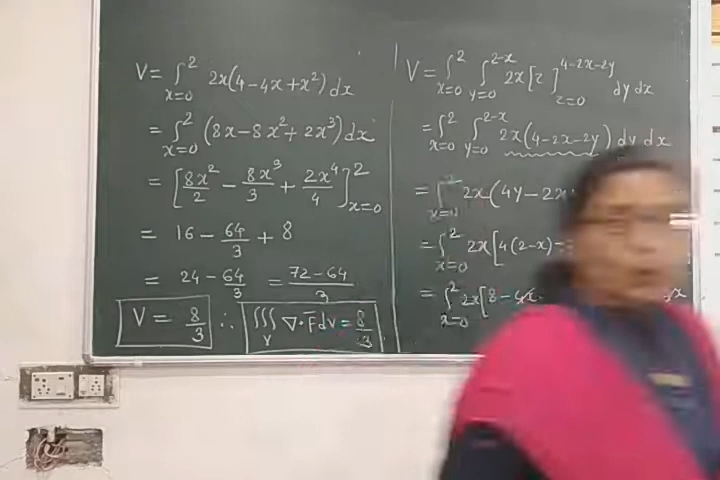 V = ∫_{x=0}^{2} 2x(4-4x+x²) dx
= ∫_{x=0}^{2} (8x-8x²+2x³) dx
= [8x²/2 - 8x³/3 + 2x⁴/4]_{x=0}^{2}
= 16 - 64/3 + 8
= 24 - 64/3 = 72-64/3
V = 8/3 ∴ ∭_V ∇·F̄ dv = 8/3
V = ∫_{x=0}^{2} ∫_{y=0}^{2-x} 2x[z]_{z=0}^{4-2x-2y} dy dx
= ∫_{x=0}^{2} ∫_{y=0}^{2-x} 2x(4-2x-2y) dy dx
= ∫_{x=0}^{2} 2x(4y-2x
= ∫_{x=0}^{2} 2x[4(2-x)-
= ∫_{x=0}^{2} 2x[8-4x